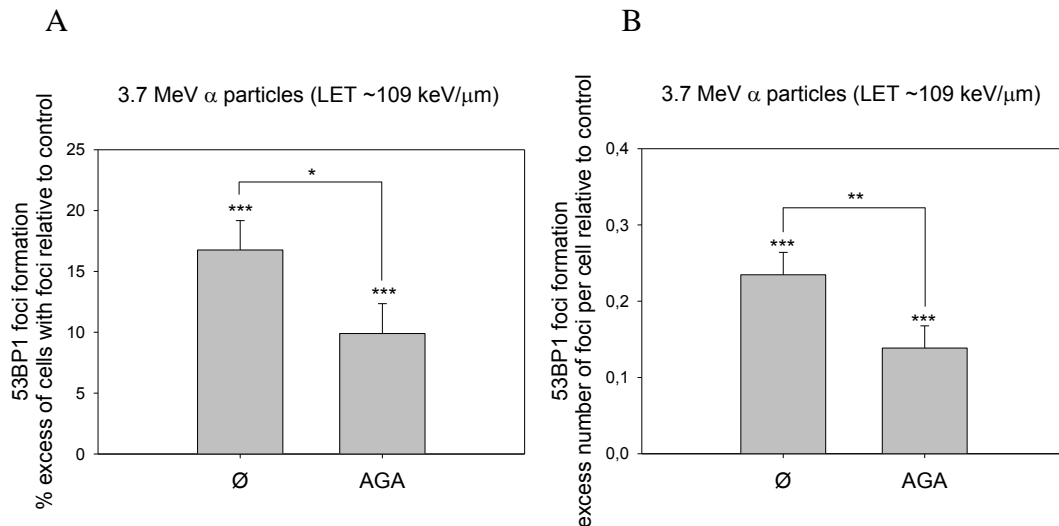 A
3.7 MeV α particles (LET ~109 keV/μm)
53BP1 foci formation
% excess of cells with foci relative to control
25
20
15
10
5
0
*
***
***
Ø
AGA
B
3.7 MeV α particles (LET ~109 keV/μm)
53BP1 foci formation
excess number of foci per cell relative to control
0,4
0,3
0,2
0,1
0,0
**
***
***
Ø
AGA